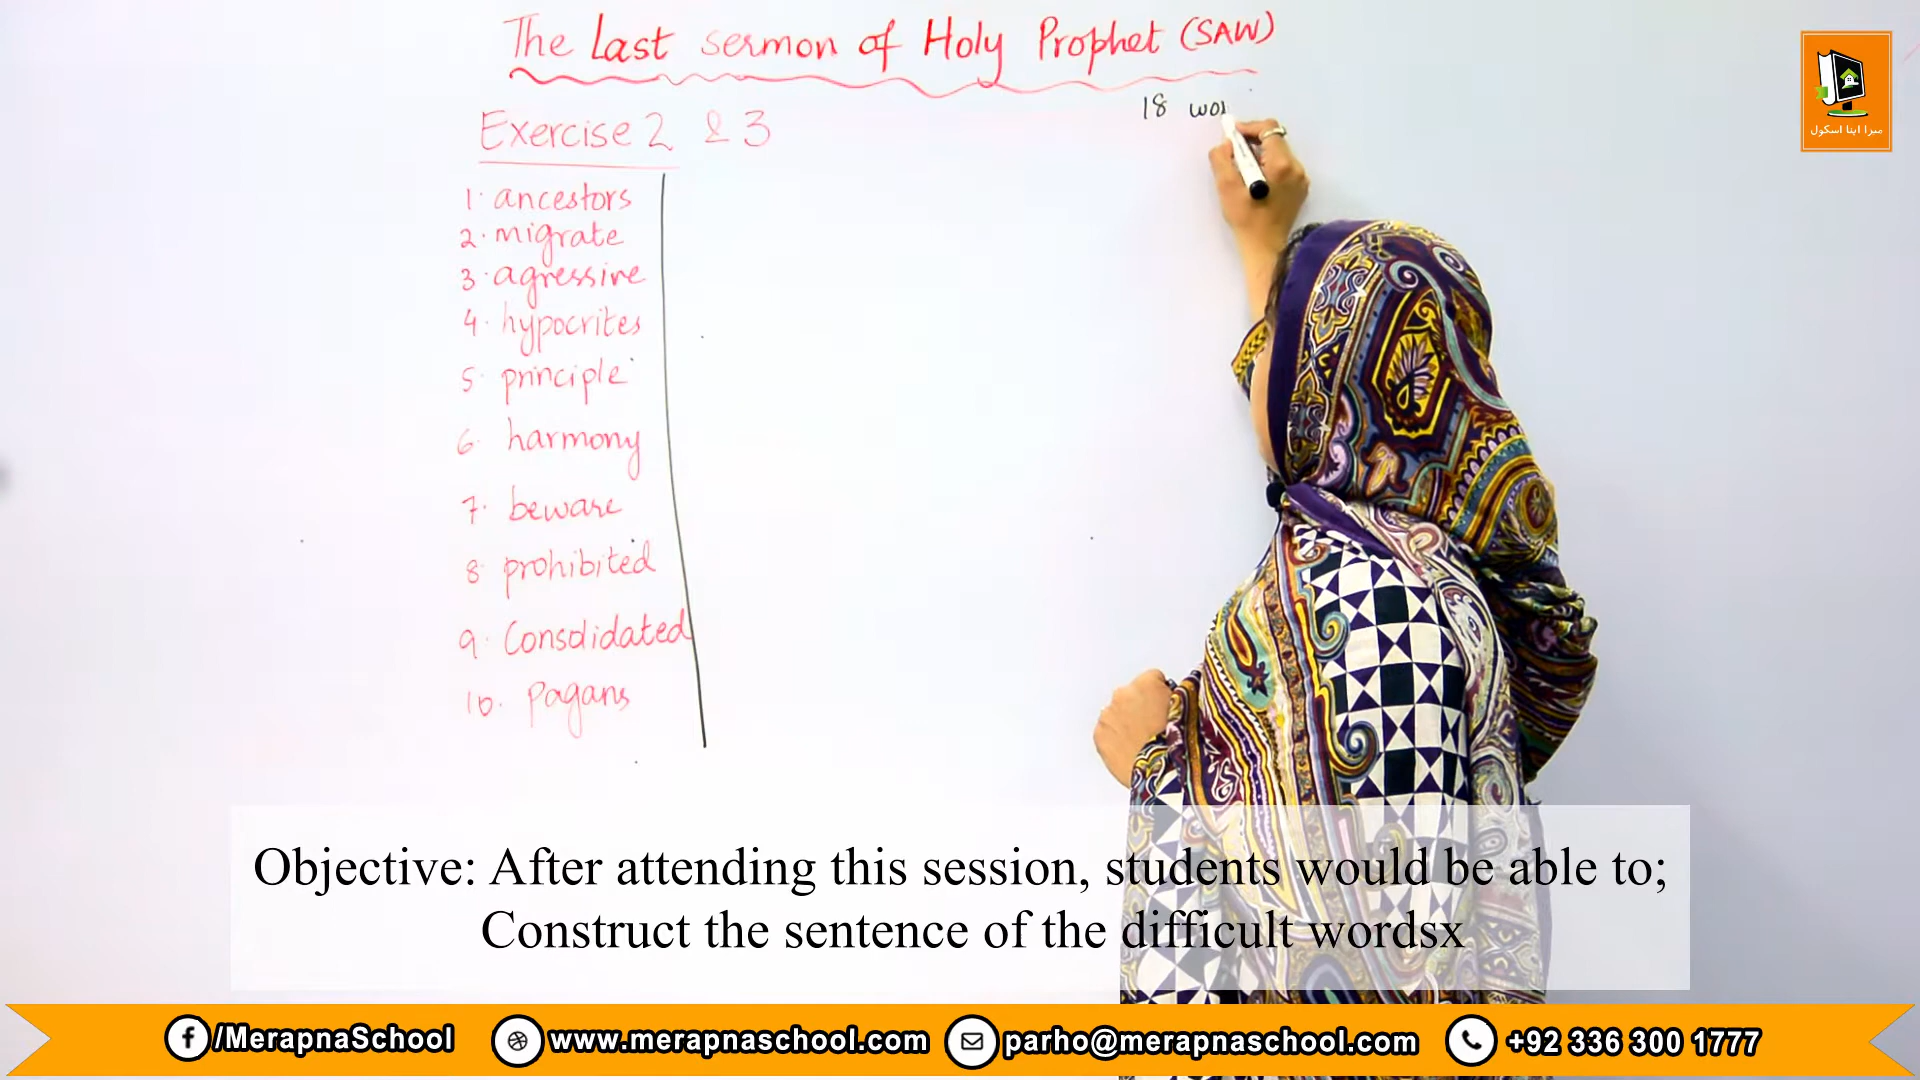 The Last sermon of Holy Prophet (SAW)
18 wor
Exercise 2 & 3
1. ancestors
2. migrate
3. agressive
4. hypocrites
5. principle
6. harmony
7. beware
8. prohibited
9. Consolidated
10. Pagans
میرا اپنا اسکول
Objective: After attending this session, students would be able to;
Construct the sentence of the difficult wordsx
/MerapnaSchool www.merapnaschool.com parho@merapnaschool.com +92 336 300 1777